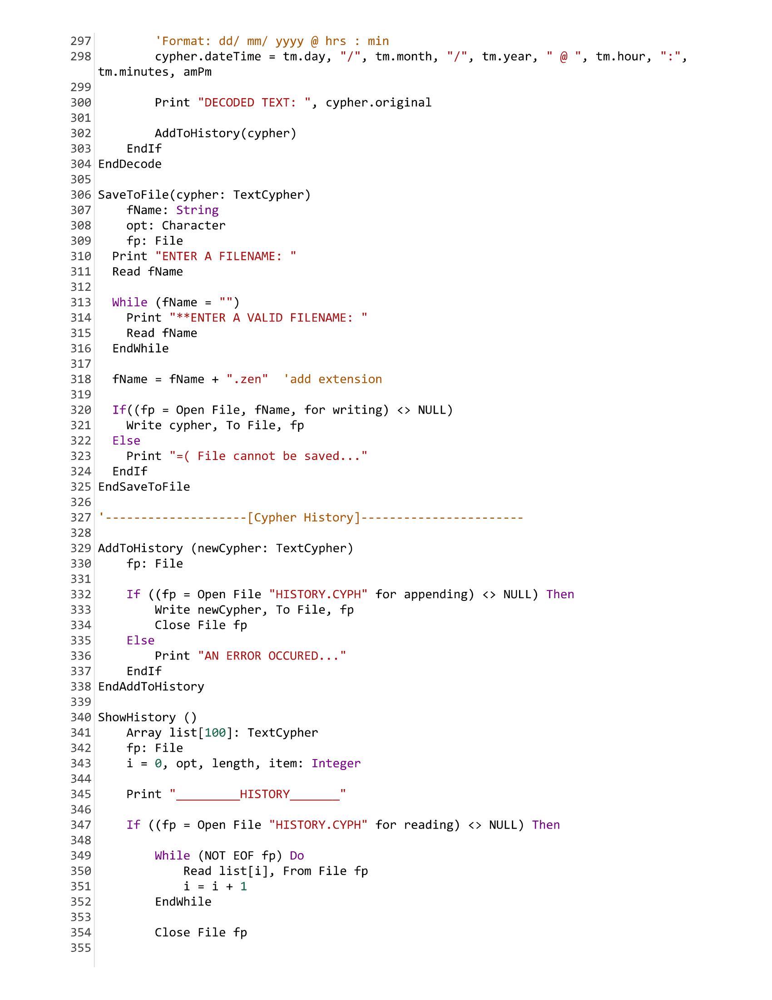 297         'Format: dd/ mm/ yyyy @ hrs : min
298         cypher.dateTime = tm.day, "/", tm.month, "/", tm.year, " @ ", tm.hour, ":",
tm.minutes, amPm
299
300         Print "DECODED TEXT: ", cypher.original
301
302         AddToHistory(cypher)
303     EndIf
304 EndDecode
305
306 SaveToFile(cypher: TextCypher)
307     fName: String
308     opt: Character
309     fp: File
310   Print "ENTER A FILENAME: "
311   Read fName
312
313   While (fName = "")
314     Print "**ENTER A VALID FILENAME: "
315     Read fName
316   EndWhile
317
318   fName = fName + ".zen"  'add extension
319
320   If((fp = Open File, fName, for writing) <> NULL)
321     Write cypher, To File, fp
322   Else
323     Print "=( File cannot be saved..."
324   EndIf
325 EndSaveToFile
326
327 '--------------------[Cypher History]-----------------------
328
329 AddToHistory (newCypher: TextCypher)
330     fp: File
331
332     If ((fp = Open File "HISTORY.CYPH" for appending) <> NULL) Then
333         Write newCypher, To File, fp
334         Close File fp
335     Else
336         Print "AN ERROR OCCURED..."
337     EndIf
338 EndAddToHistory
339
340 ShowHistory ()
341     Array list[100]: TextCypher
342     fp: File
343     i = 0, opt, length, item: Integer
344
345     Print "_________HISTORY_______"
346
347     If ((fp = Open File "HISTORY.CYPH" for reading) <> NULL) Then
348
349         While (NOT EOF fp) Do
350             Read list[i], From File fp
351             i = i + 1
352         EndWhile
353
354         Close File fp
355